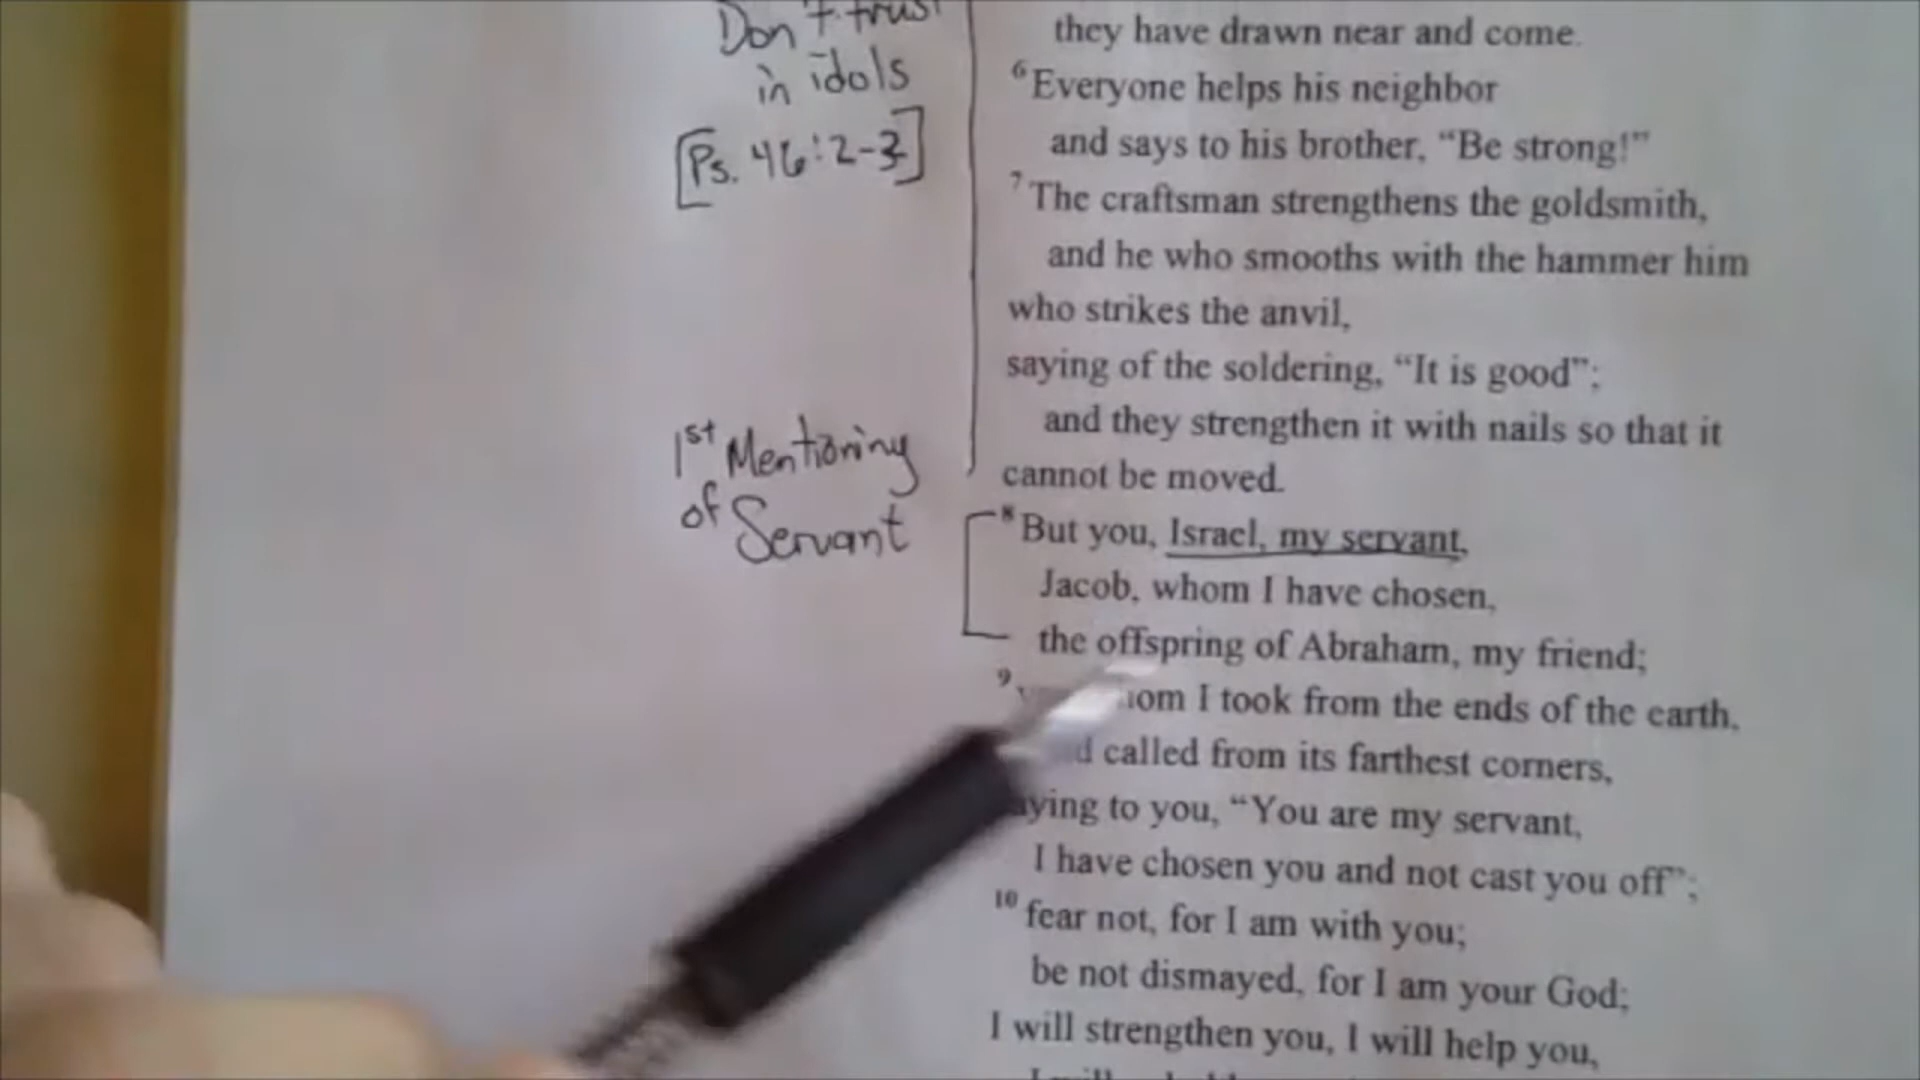 Don't trust
in idols
[Ps. 46:2-3]
1st Mentioning
of Servant
they have drawn near and come.
6 Everyone helps his neighbor
and says to his brother, “Be strong!”
7 The craftsman strengthens the goldsmith,
and he who smooths with the hammer him
who strikes the anvil,
saying of the soldering, “It is good”;
and they strengthen it with nails so that it
cannot be moved.
8 But you, Israel, my servant,
Jacob, whom I have chosen,
the offspring of Abraham, my friend;
9 I took from the ends of the earth,
called from its farthest corners,
to you, “You are my servant,
I have chosen you and not cast you off”;
10 fear not, for I am with you;
be not dismayed, for I am your God;
I will strengthen you, I will help you,